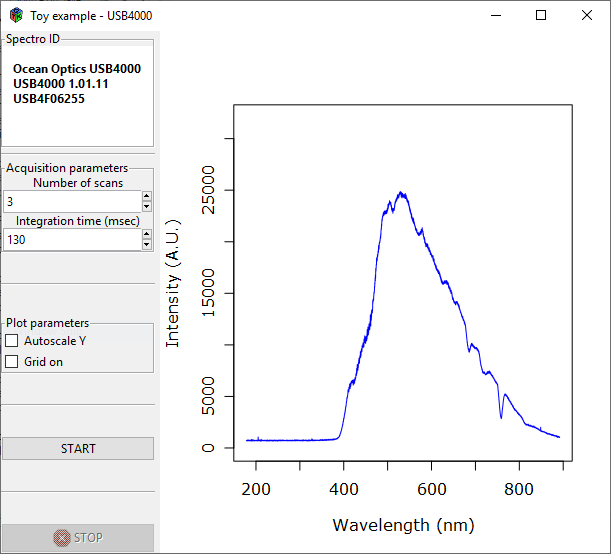 Toy example - USB4000
Spectro ID
Ocean Optics USB4000
USB4000 1.01.11
USB4F06255
Acquisition parameters
Number of scans
3
Integration time (msec)
130
Plot parameters
Autoscale Y
Grid on
START
STOP
Intensity (A.U.)
25000
15000
5000
0
200 400 600 800
Wavelength (nm)